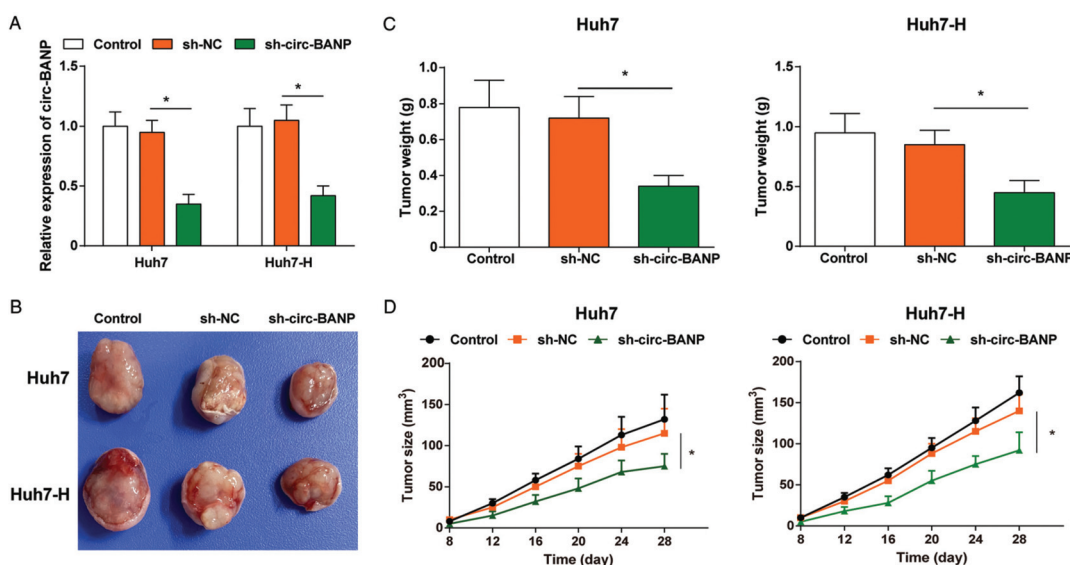 A
Control sh-NC sh-circ-BANP
Relative expression of circ-BANP
1.5
1.0
0.5
0
*
*
Huh7 Huh7-H
B
Control sh-NC sh-circ-BANP
Huh7
Huh7-H
C
Huh7
Tumor weight (g)
1.0
0.8
0.6
0.4
0.2
0
*
Control sh-NC sh-circ-BANP
Huh7-H
Tumor weight (g)
1.5
1.0
0.5
0
*
Control sh-NC sh-circ-BANP
D
Huh7
Control sh-NC sh-circ-BANP
Tumor size (mm3)
200
150
100
50
0
*
8 12 16 20 24 28
Time (day)
Huh7-H
Control sh-NC sh-circ-BANP
Tumor size (mm3)
200
150
100
50
0
*
8 12 16 20 24 28
Time (day)